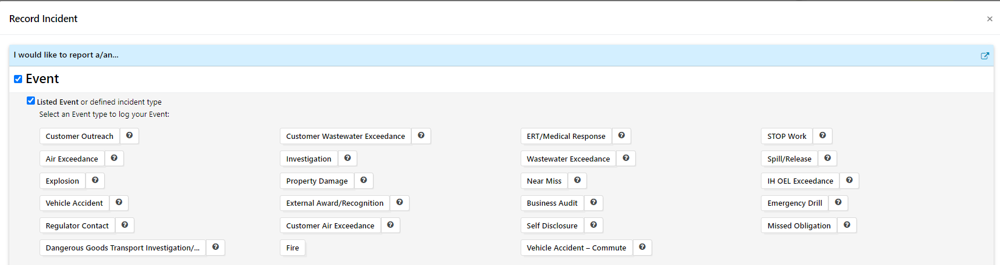 Record Incident ×
I would like to report a/an...
Event
Listed Event or defined incident type
Select an Event type to log your Event:
Customer Outreach ? Customer Wastewater Exceedance ? ERT/Medical Response ? STOP Work ?
Air Exceedance ? Investigation ? Wastewater Exceedance ? Spill/Release ?
Explosion ? Property Damage ? Near Miss ? IH OEL Exceedance ?
Vehicle Accident ? External Award/Recognition ? Business Audit ? Emergency Drill ?
Regulator Contact ? Customer Air Exceedance ? Self Disclosure ? Missed Obligation ?
Dangerous Goods Transport Investigation/... ? Fire Vehicle Accident – Commute ?